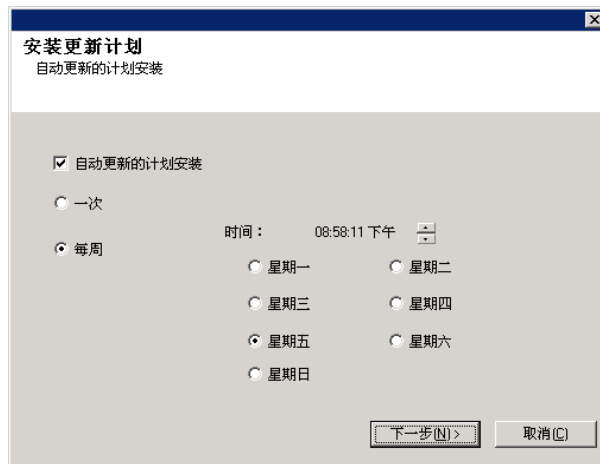 安装更新计划
自动更新的计划安装
自动更新的计划安装
一次
时间： 08:58:11 下午
每周
星期一 星期二
星期三 星期四
星期五 星期六
星期日
下一步(N) > 取消(C)